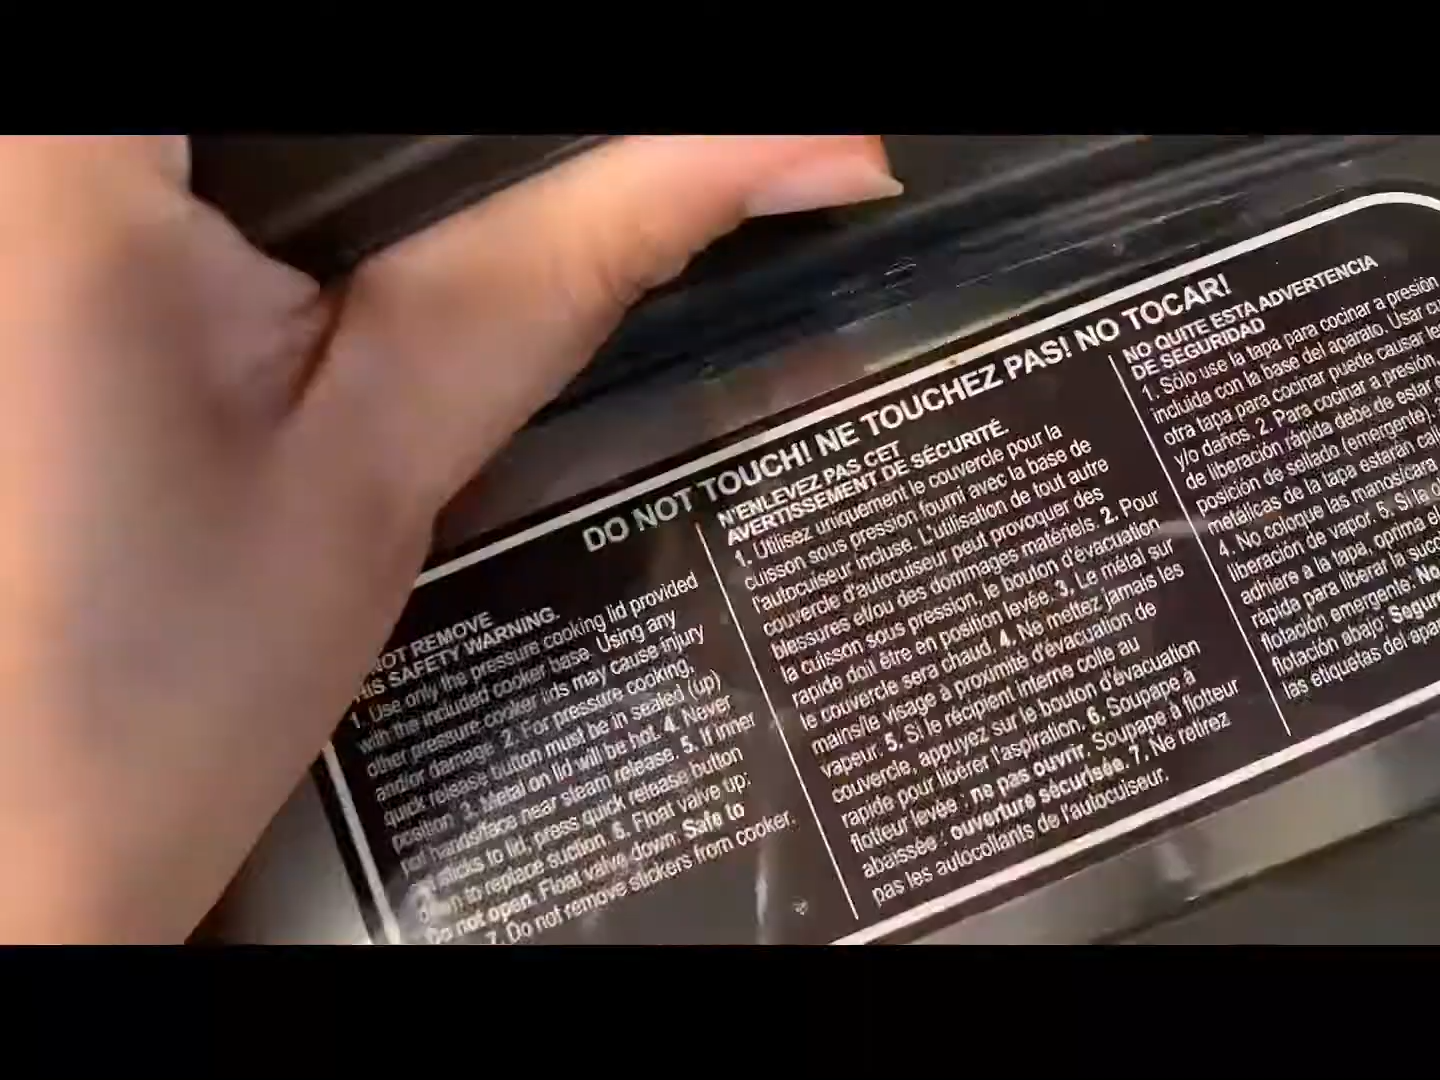 DO NOT TOUCH! NE TOUCHEZ PAS! NO TOCAR!
NOT REMOVE
THIS SAFETY WARNING.
1. Use only the pressure cooking lid provided
with the included cooker base. Using any
other pressure cooker lids may cause injury
and/or damage. 2. For pressure cooking,
quick release button must be in sealed (up)
position. 3. Metal on lid will be hot. 4. Never
put hands/face near steam release. 5. If inner
sticks to lid, press quick release button
down to replace suction. 6. Float valve up:
Do not open. Float valve down: Safe to
7. Do not remove stickers from cooker.
N'ENLEVEZ PAS CET
AVERTISSEMENT DE SÉCURITÉ.
1. Utilisez uniquement le couvercle pour la
cuisson sous pression fourni avec la base de
l'autocuiseur incluse. L'utilisation de tout autre
couvercle d'autocuiseur peut provoquer des
blessures et/ou des dommages matériels. 2. Pour
la cuisson sous pression, le bouton d'évacuation
rapide doit être en position levée. 3. Le métal sur
le couvercle sera chaud. 4. Ne mettez jamais les
mains/le visage à proximité d'évacuation de
vapeur. 5. Si le récipient interne colle au
couvercle, appuyez sur le bouton d'évacuation
rapide pour libérer l'aspiration. 6. Soupape à
flotteur levée : ne pas ouvrir. Soupape à flotteur
abaissée : ouverture sécurisée. 7. Ne retirez
pas les autocollants de l'autocuiseur.
NO QUITE ESTA ADVERTENCIA
DE SEGURIDAD
1. Sólo use la tapa para cocinar a presión
incluida con la base del aparato. Usar
otra tapa para cocinar puede causar
y/o daños. 2. Para cocinar a presión
de liberación rápida debe de estar
posición de sellado (emergente)
metálicas de la tapa estarán
4. No coloque las manos/cara
liberación de vapor. 5. Si la
adhiere a la tapa, oprima
rápida para liberar la
flotación emergente: No
flotación abajo:
las etiquetas del